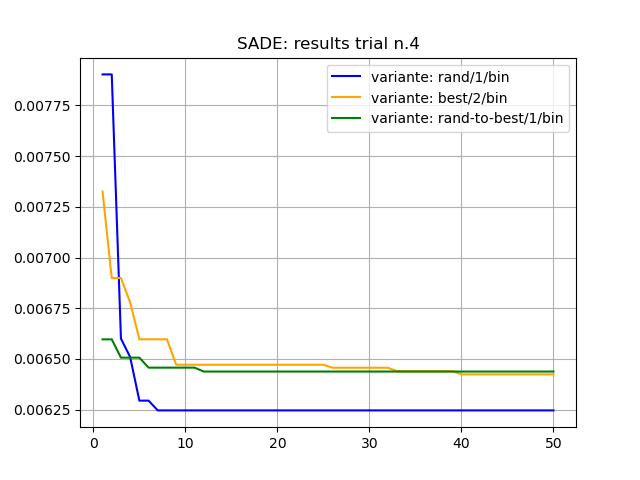 SADE: results trial n.4
variante: rand/1/bin
variante: best/2/bin
variante: rand-to-best/1/bin
0.00775
0.00750
0.00725
0.00700
0.00675
0.00650
0.00625
0 10 20 30 40 50